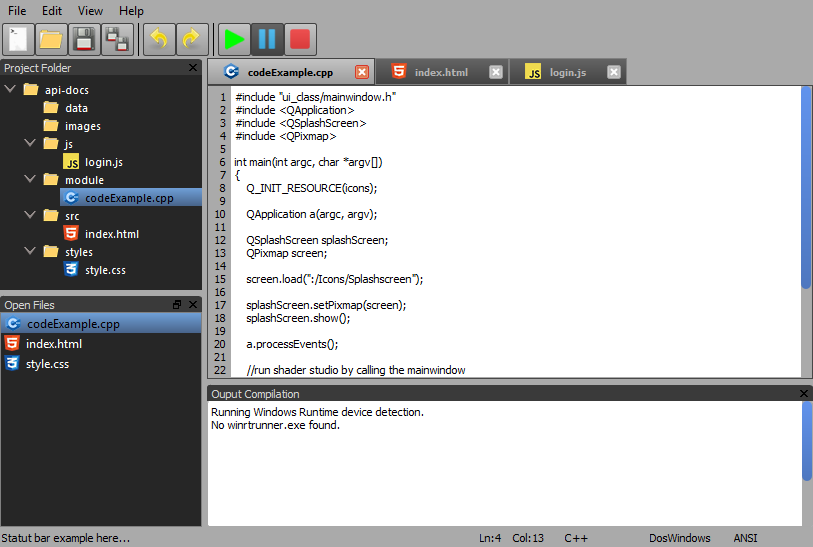 File Edit View Help
Project Folder
api-docs
data
images
js
JS login.js
module
codeExample.cpp
src
index.html
styles
style.css
Open Files
codeExample.cpp
index.html
style.css
codeExample.cpp index.html JS login.js
1 #include "ui_class/mainwindow.h"
2 #include <QApplication>
3 #include <QSplashScreen>
4 #include <QPixmap>
5
6 int main(int argc, char *argv[])
7 {
8 Q_INIT_RESOURCE(icons);
9
10 QApplication a(argc, argv);
11
12 QSplashScreen splashScreen;
13 QPixmap screen;
14
15 screen.load(":/Icons/Splashscreen");
16
17 splashScreen.setPixmap(screen);
18 splashScreen.show();
19
20 a.processEvents();
21
22 //run shader studio by calling the mainwindow
Ouput Compilation
Running Windows Runtime device detection.
No winrtrunner.exe found.
Statut bar example here... Ln:4 Col:13 C++ DosWindows ANSI